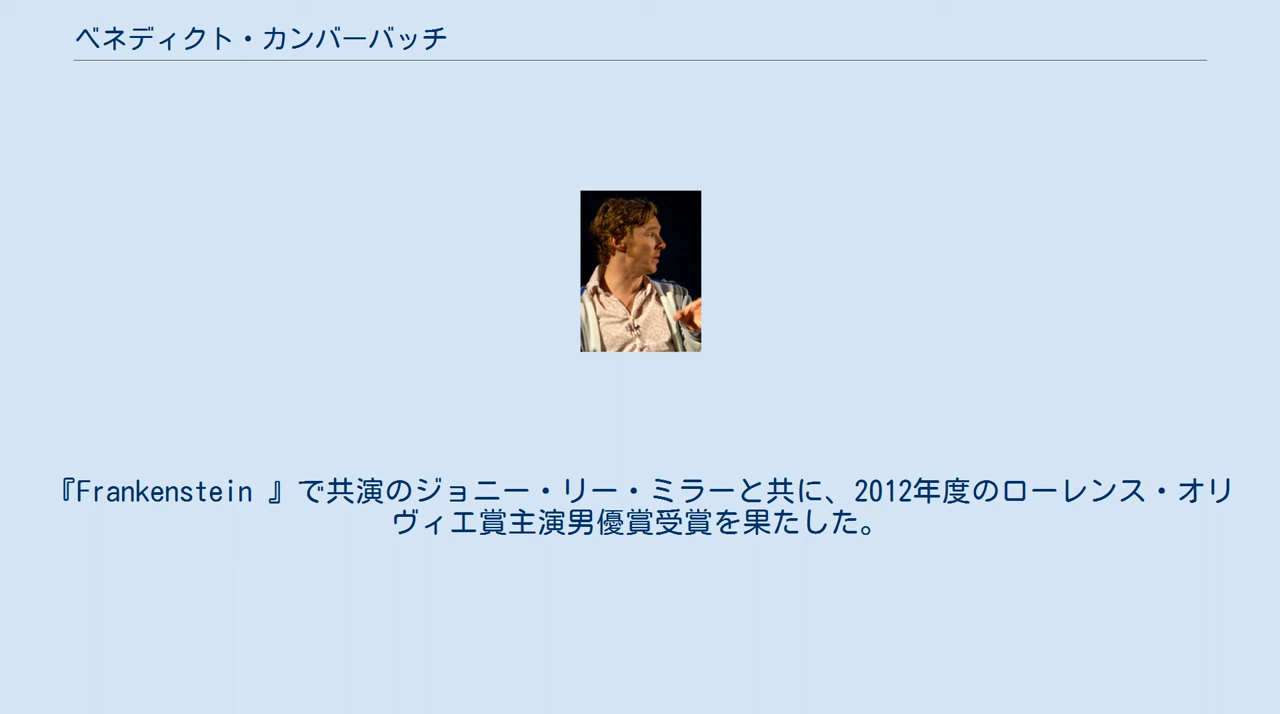 ベネディクト・カンバーバッチ
『Frankenstein 』で共演のジョニー・リー・ミラーと共に、2012年度のローレンス・オリ
ヴィエ賞主演男優賞受賞を果たした。